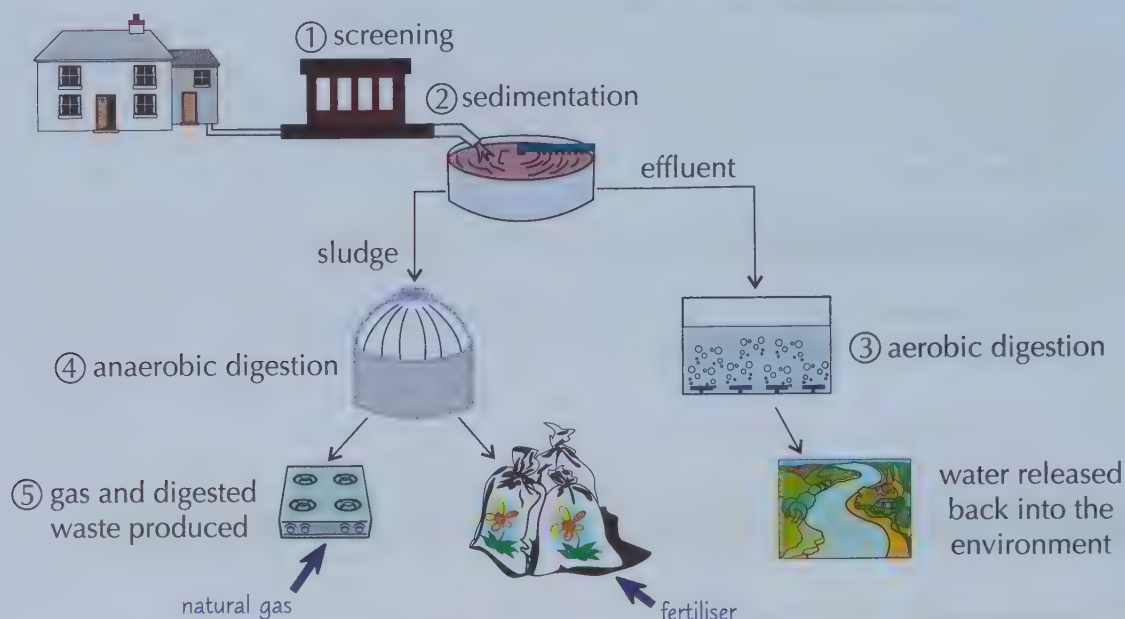 ① screening
② sedimentation
effluent
sludge
④ anaerobic digestion
③ aerobic digestion
⑤ gas and digested
waste produced
water released
back into the
environment
natural gas
fertiliser